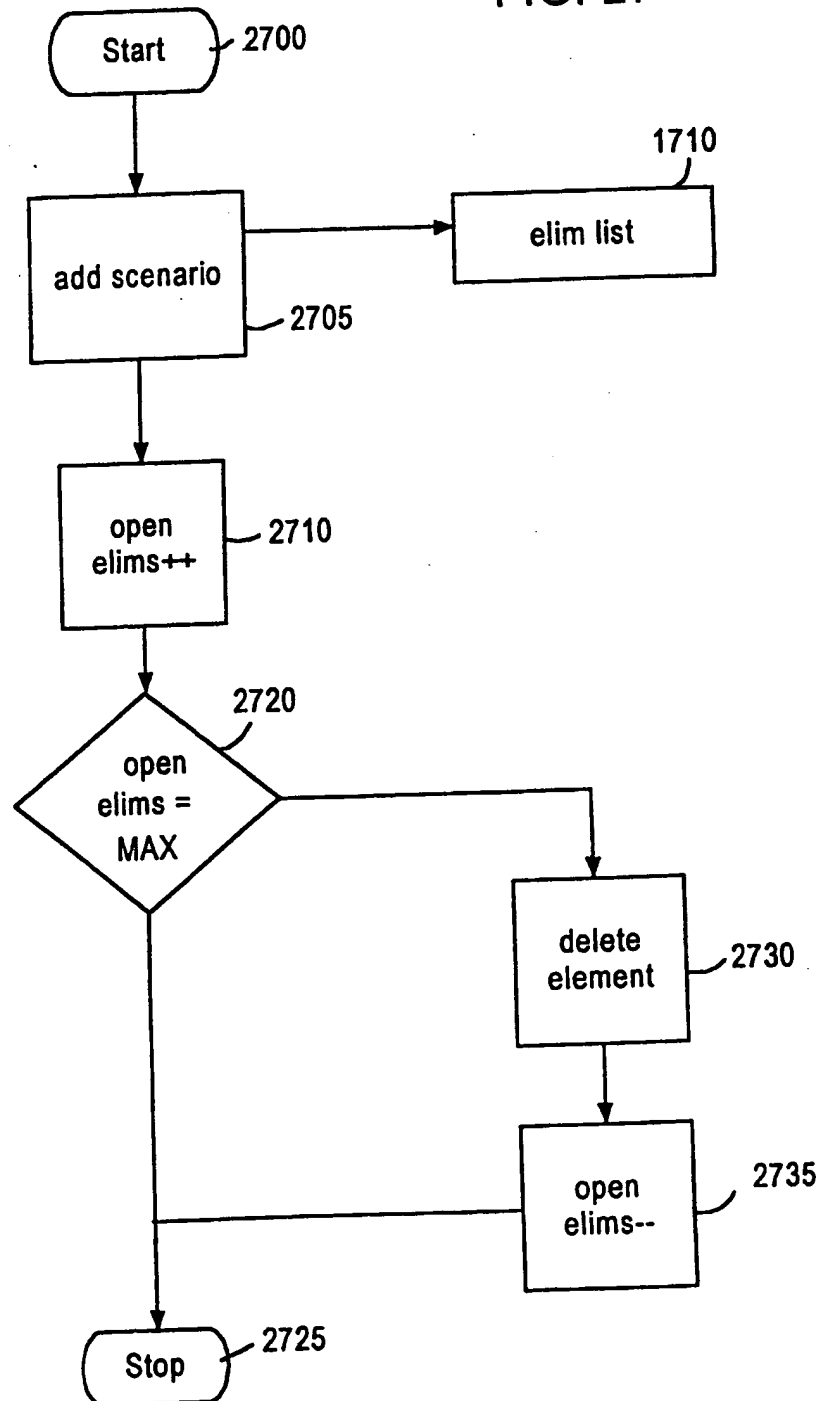 Start
2700
1710
elim list
add scenario
2705
open
elims++
2710
2720
open
elims =
MAX
delete
element
2730
open
elims--
2735
Stop
2725